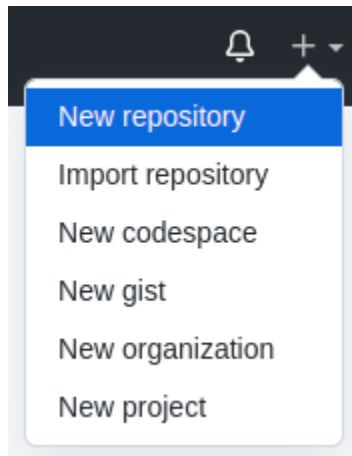 New repository
Import repository
New codespace
New gist
New organization
New project